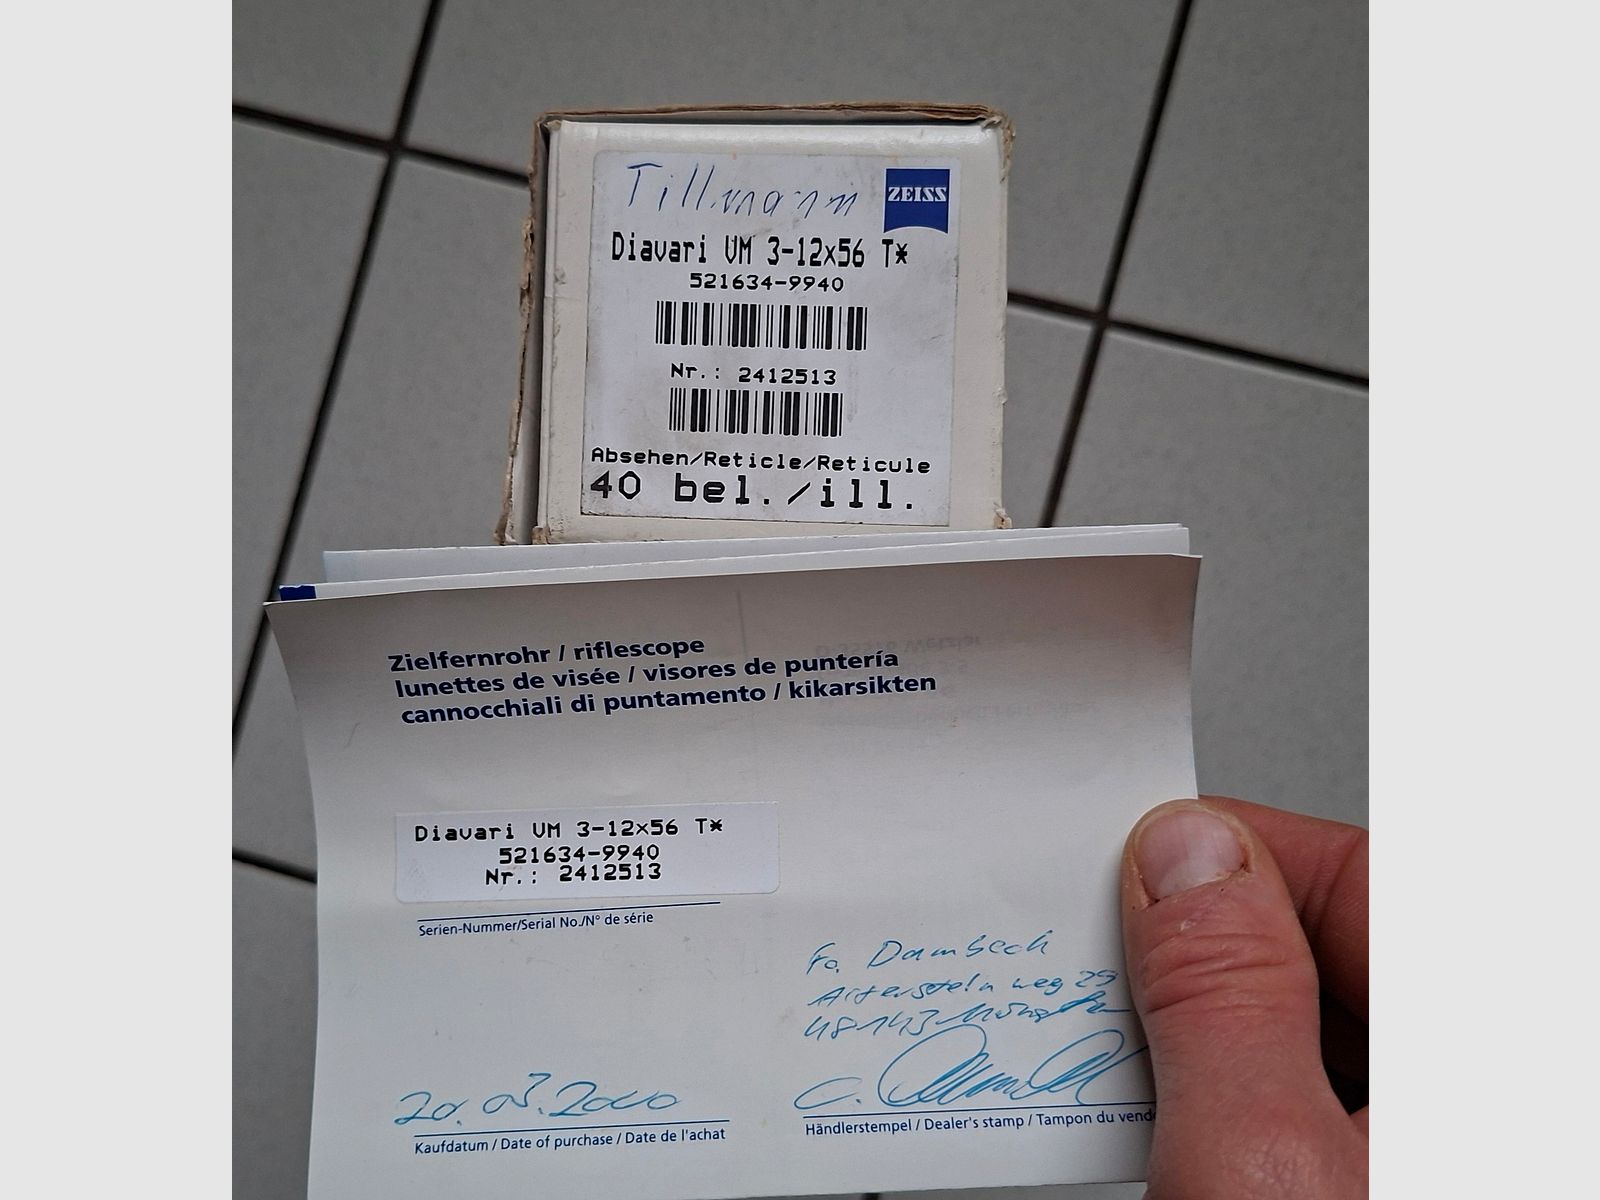 Tillmann
ZEISS
Diavari VM 3-12x56 T*
521634-9940
Nr.: 2412513
Absehen/Reticle/Reticule
40 bel./ill.
Zielfernrohr / riflescope
lunettes de visée / visores de puntería
cannocchiali di puntamento / kikarsikten
Diavari VM 3-12x56 T*
521634-9940
Nr.: 2412513
Serien-Nummer/Serial No./N° de série
Fa. Dambeck
weg 29
48143
20. 03. 2000
Kaufdatum / Date of purchase / Date de l'achat
Händlerstempel / Dealer's stamp / Tampon du vend